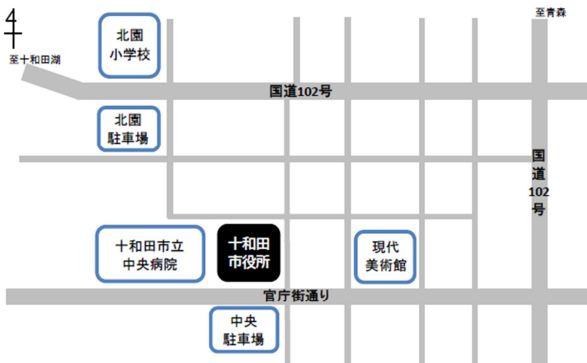 4
至青森
北園
小学校
至十和田湖
国道102号
北園
駐車場
国
道
102
号
十和田市立
中央病院
十和田
市役所
現代
美術館
官庁街通り
中央
駐車場